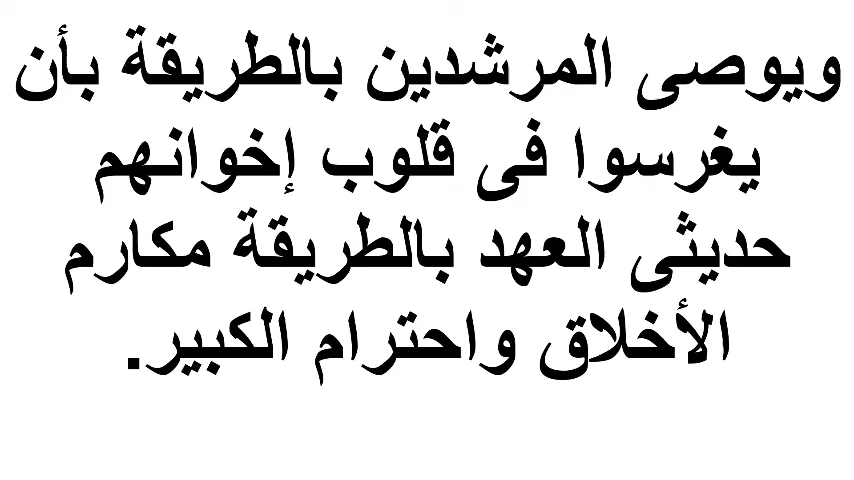 ويوصى المرشدين بالطريقة بأن
يغرسوا فى قلوب إخوانهم
حديثى العهد بالطريقة مكارم
الأخلاق واحترام الكبير.